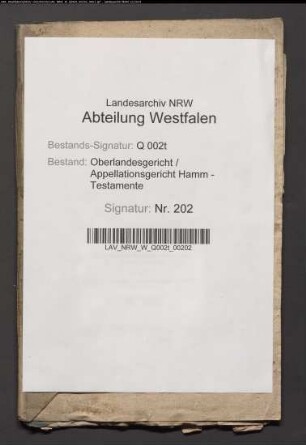 Landesarchiv NRW
Abteilung Westfalen
Bestands-Signatur: Q 002t
Bestand: Oberlandesgericht /
Appellationsgericht Hamm -
Testamente
Signatur: Nr. 202
LAV_NRW_W_Q002t_00202